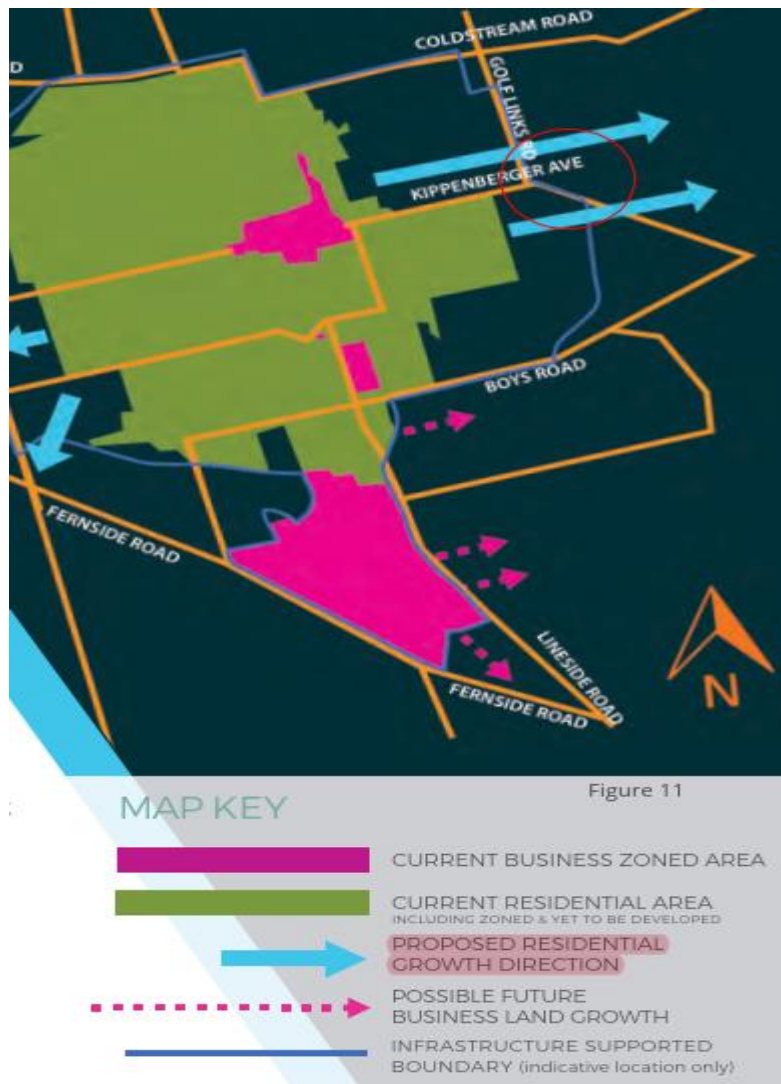 COLDSTREAM ROAD
D
GOLF LINKS RD
KIPPENBERGER AVE
BOYS ROAD
FERNSIDE ROAD
LINESIDE ROAD
FERNSIDE ROAD
N
Figure 11
MAP KEY
CURRENT BUSINESS ZONED AREA
CURRENT RESIDENTIAL AREA
INCLUDING ZONED & YET TO BE DEVELOPED
PROPOSED RESIDENTIAL
GROWTH DIRECTION
POSSIBLE FUTURE
BUSINESS LAND GROWTH
INFRASTRUCTURE SUPPORTED
BOUNDARY (indicative location only)